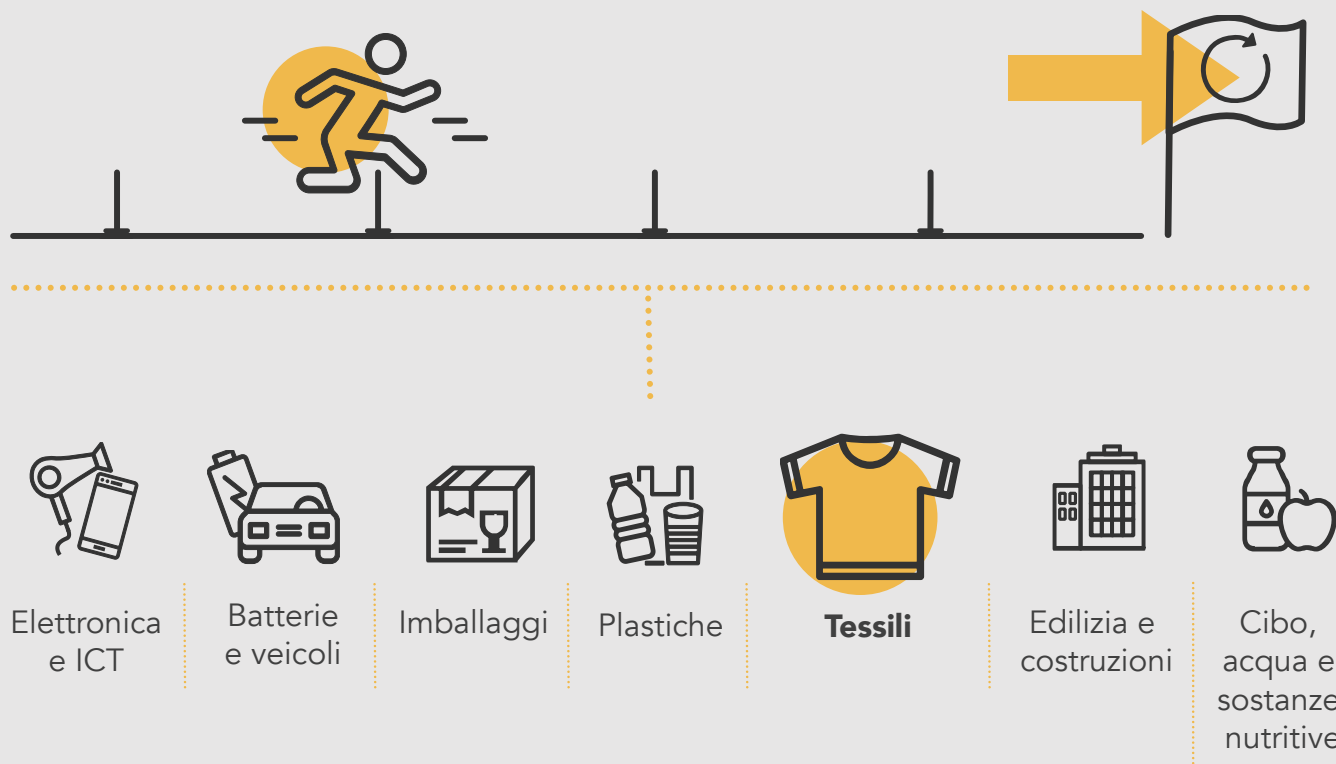 Elettronica
e ICT
Batterie
e veicoli
Imballaggi
Plastiche
Tessili
Edilizia e
costruzioni
Cibo,
acqua e
sostanze
nutritive